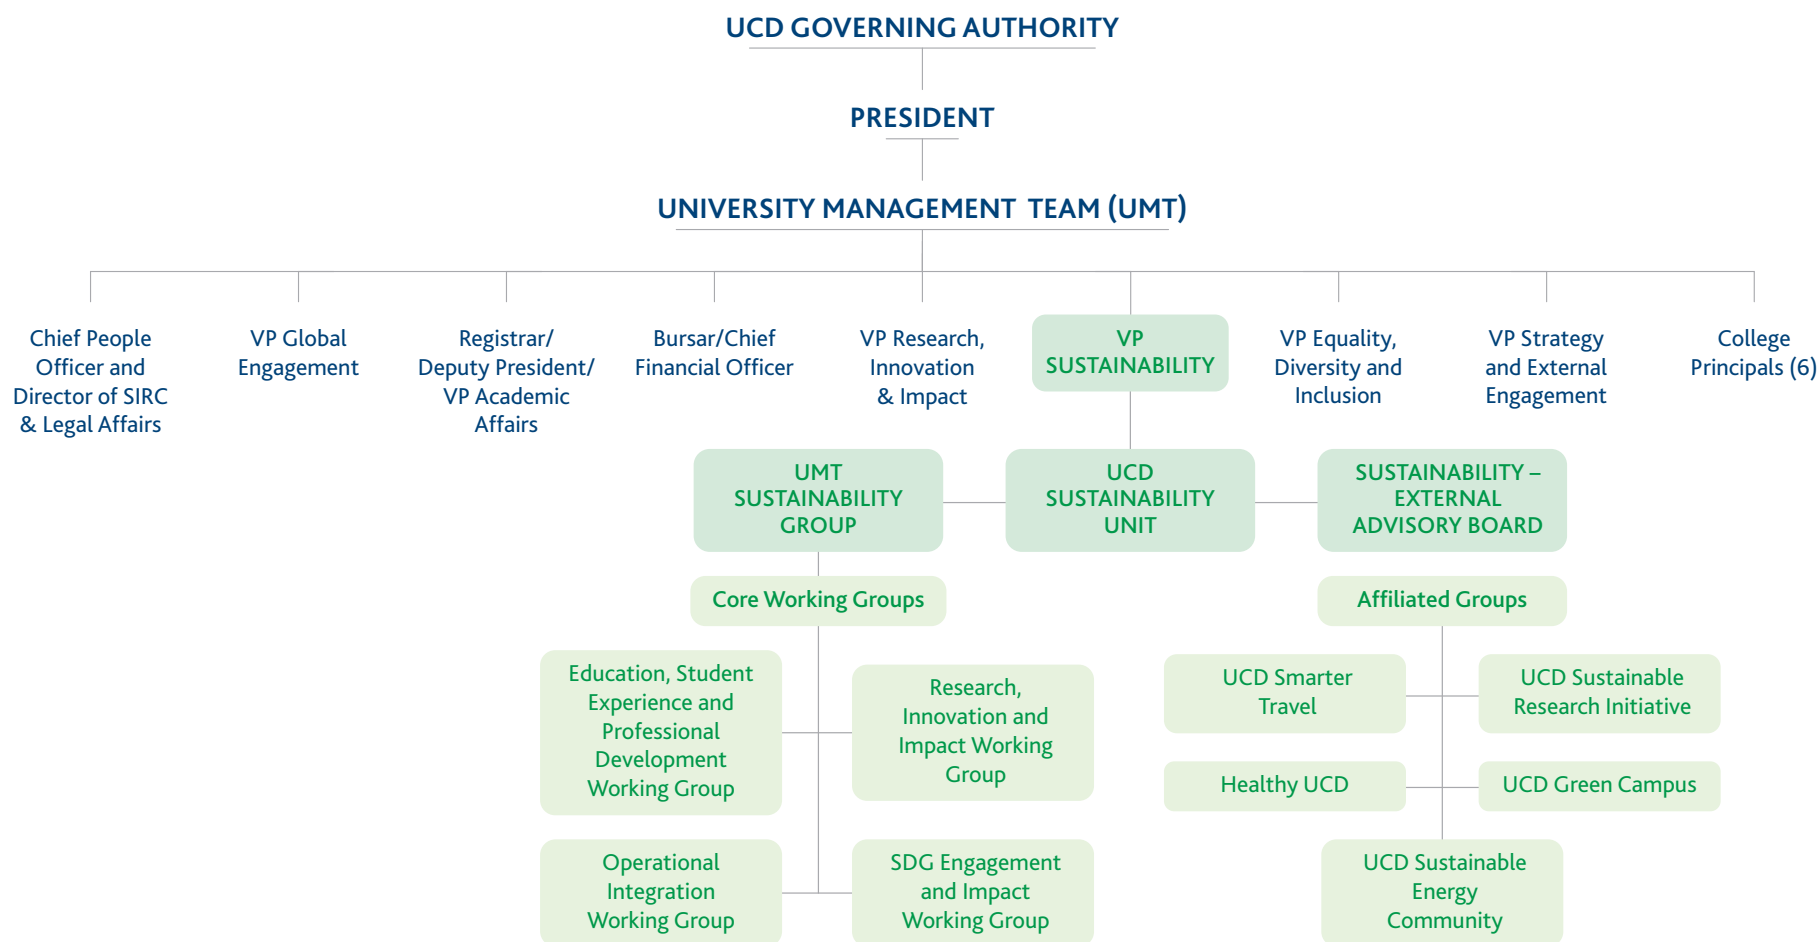 UCD GOVERNING AUTHORITY
PRESIDENT
UNIVERSITY MANAGEMENT TEAM (UMT)
Chief People
Officer and
Director of SIRC
& Legal Affairs
VP Global
Engagement
Registrar/
Deputy President/
VP Academic
Affairs
Bursar/Chief
Financial Officer
VP Research,
Innovation
& Impact
VP
SUSTAINABILITY
VP Equality,
Diversity and
Inclusion
VP Strategy
and External
Engagement
College
Principals (6)
UMT
SUSTAINABILITY
GROUP
UCD
SUSTAINABILITY
UNIT
SUSTAINABILITY –
EXTERNAL
ADVISORY BOARD
Core Working Groups
Education, Student
Experience and
Professional
Development
Working Group
Research,
Innovation and
Impact Working
Group
Operational
Integration
Working Group
SDG Engagement
and Impact
Working Group
Affiliated Groups
UCD Smarter
Travel
UCD Sustainable
Research Initiative
Healthy UCD
UCD Green Campus
UCD Sustainable
Energy
Community